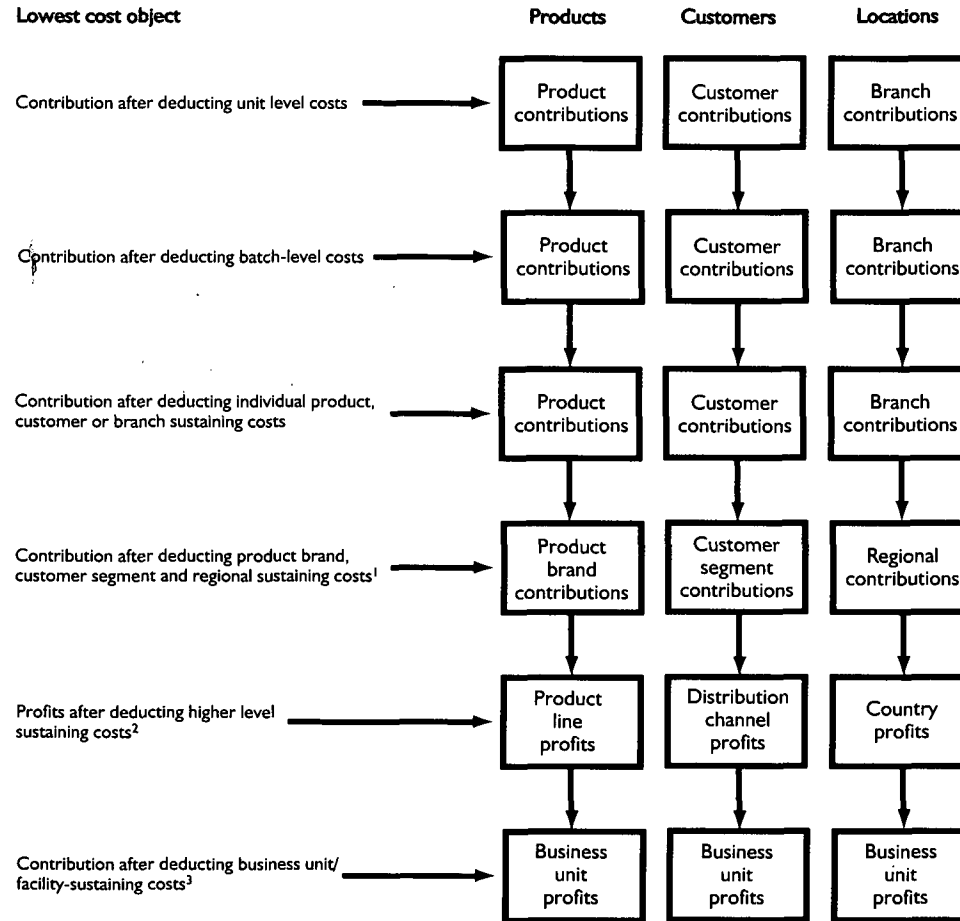 Lowest cost object
Products
Customers
Locations
Contribution after deducting unit level costs
Product
contributions
Customer
contributions
Branch
contributions
Contribution after deducting batch-level costs
Product
contributions
Customer
contributions
Branch
contributions
Contribution after deducting individual product,
customer or branch sustaining costs
Product
contributions
Customer
contributions
Branch
contributions
Contribution after deducting product brand,
customer segment and regional sustaining costs¹
Product
brand
contributions
Customer
segment
contributions
Regional
contributions
Profits after deducting higher level
sustaining costs²
Product
line
profits
Distribution
channel
profits
Country
profits
Contribution after deducting business unit/
facility-sustaining costs³
Business
unit
profits
Business
unit
profits
Business
unit
profits